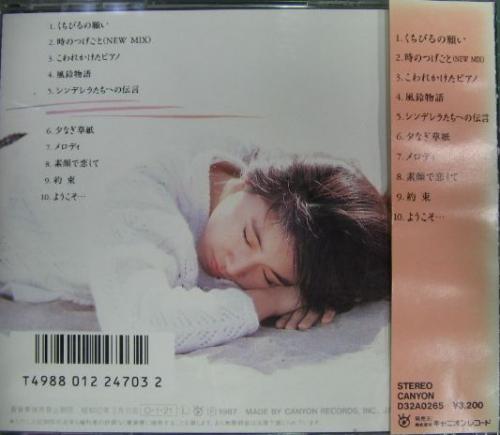 1. くちびるの願い
2. 時のつげごと(NEW MIX)
3. こわれかけたピアノ
4. 風鈴物語
5. シンデレラたちへの伝言
6. 夕なぎ草紙
7. メロディ
8. 素顔で恋して
9. 約束
10. ようこそ…
T4988 012 24703 2
Ⓟ1987 MADE BY CANYON RECORDS, INC.
1. くちびるの願い
2. 時のつげごと(NEW MIX)
3. こわれかけたピアノ
4. 風鈴物語
5. シンデレラたちへの伝言
6. 夕なぎ草紙
7. メロディ
8. 素顔で恋して
9. 約束
10. ようこそ…
STEREO
CANYON
D32A0265 ¥3,200
発売元
キャニオンレコード